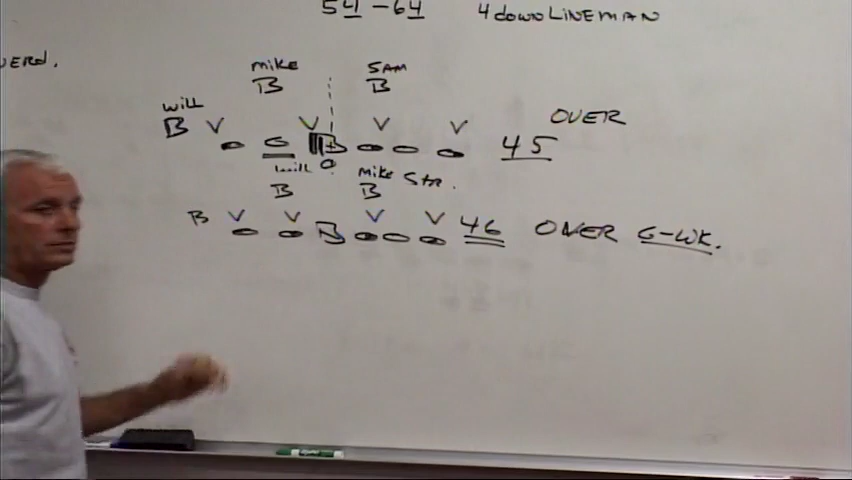 54 - 64 4 down LINEMAN
mike SAM
B B
will
B V V V V OVER
45
will mike STR.
B B
B V V V V 46 OVER G-WK.